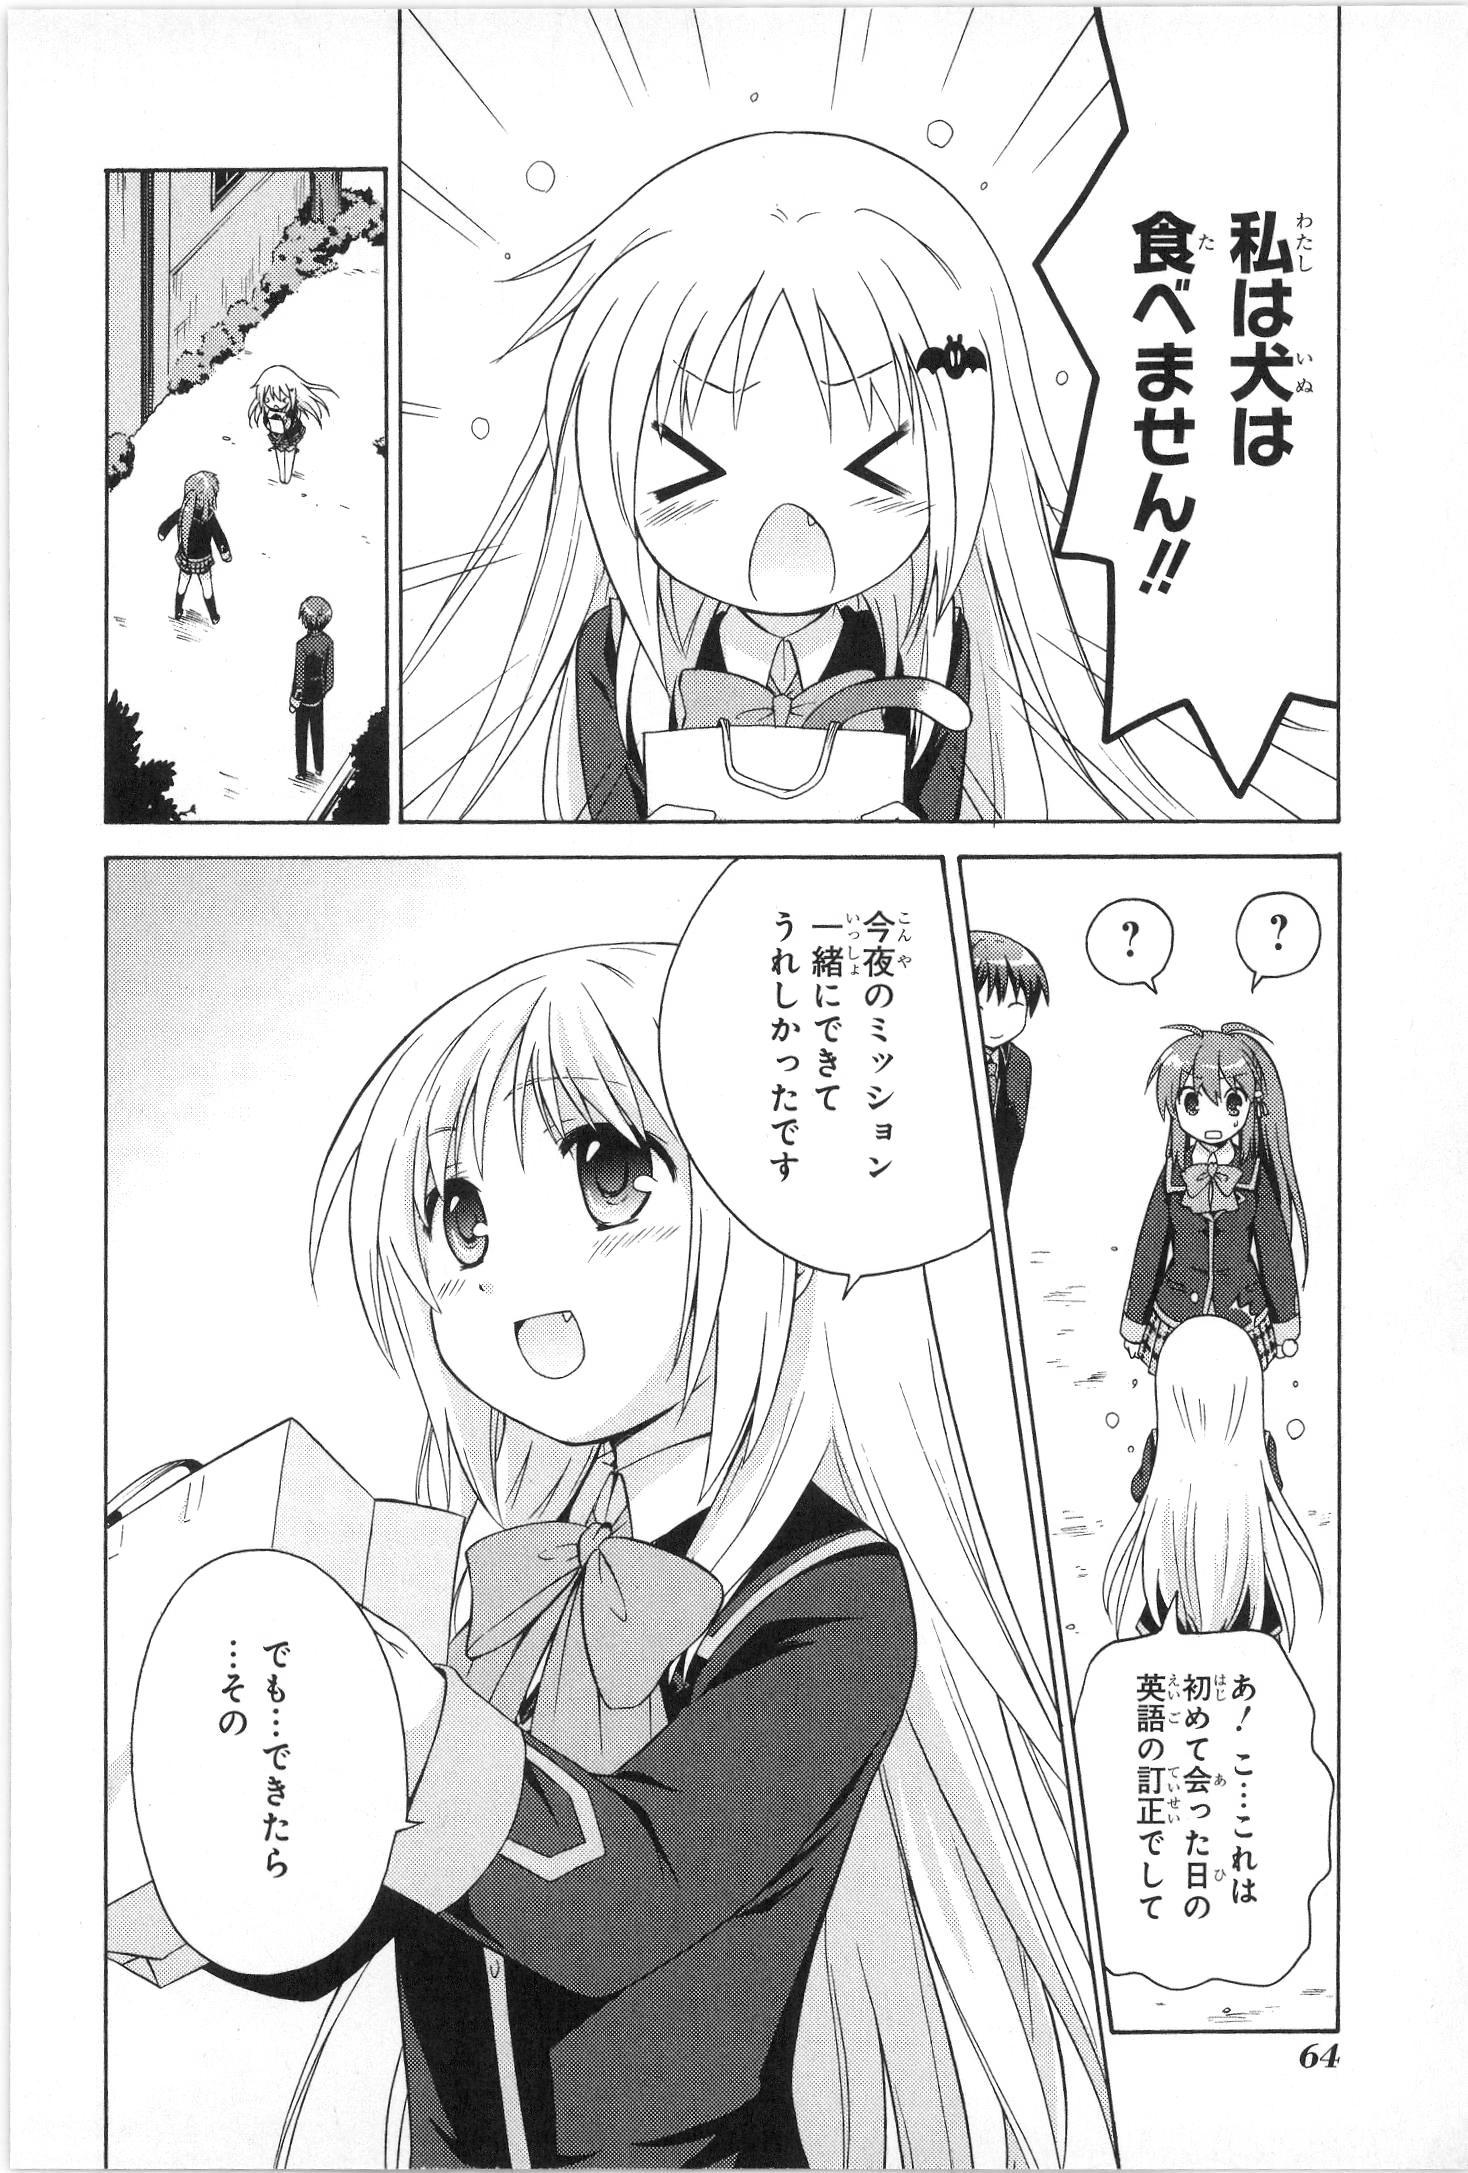 私は犬は
食べません!!
?
?
あ！こ…これは
初めて会った日の
英語の訂正でして
今夜のミッション
一緒にできて
うれしかったです
でも…できたら
…その
64